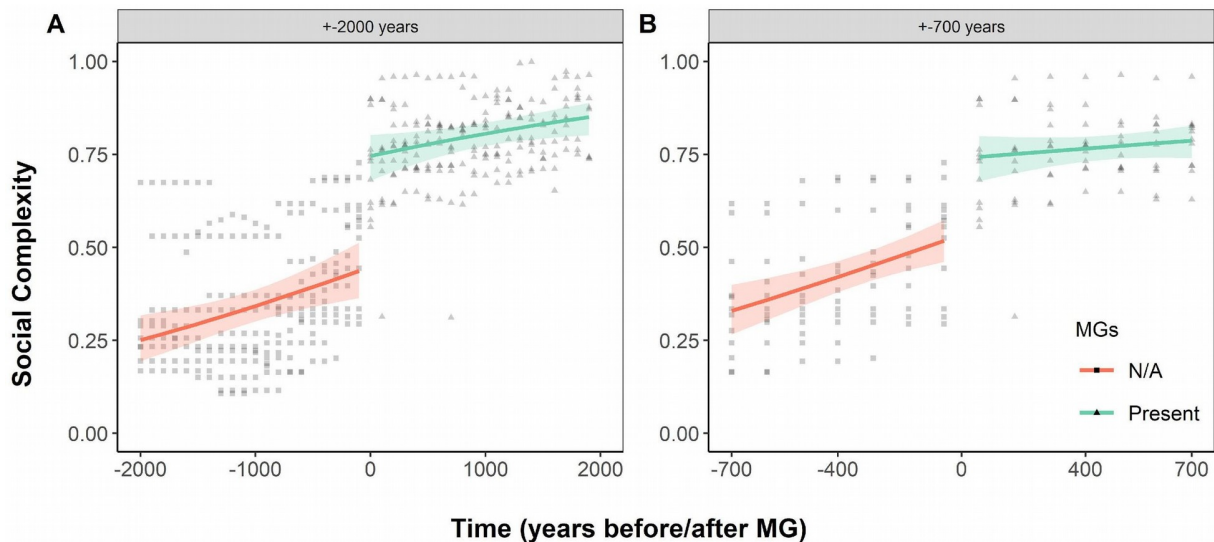 A
+-2000 years
B
+-700 years
Social Complexity
1.00
0.75
0.50
0.25
0.00
-2000
-1000
0
1000
2000
1.00
0.75
0.50
0.25
0.00
-700
-400
0
400
700
MGs
N/A
Present
Time (years before/after MG)